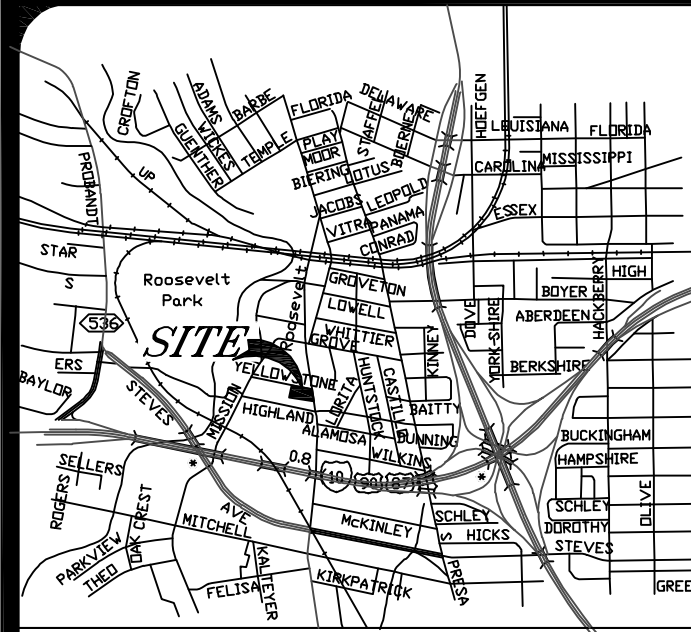 CROFTON
ADAMS
WICKES
GUENTHER
BARBE
TEMPLE
FLORIDA
DELAWARE
STAFFEL
BOERNE
HOEFGEN
LEUISIANA
FLORIDA
PLAY
MOOR
BIERING
LOTUS
CAROLINA
MISSISSIPPI
PROBANDT
UP
JACOBS
LEOPOLD
VITRA
PANAMA
CONRAD
ESSEX
STAR
S
Roosevelt
Park
Roosevelt
GROVETON
HIGH
BOYER
LOWELL
ABERDEEN
HACKBERRY
536
SITE
WHITTIER
GROVE
KINNEY
DOVE
YORK-SHIRE
ERS
BAYLOR
YELLOWSTONE
BERKSHIRE
STEVES
MISSION
LORITA
HUNTSTOCK
CASTILLO
HIGHLAND
BAITTY
ALAMOSA
DUNNING
BUCKINGHAM
WILKINS
HAMPSHIRE
SELLERS
*
0.8
10
90
87
*
ROGERS
OAK CREST
AVE
MITCHELL
McKINLEY
SCHLEY
S
HICKS
SCHLEY
DOROTHY
STEVES
OLIVE
PARKVIEW
THEO
FELISA
KALTEYER
KIRKPATRICK
PRESA
GREE